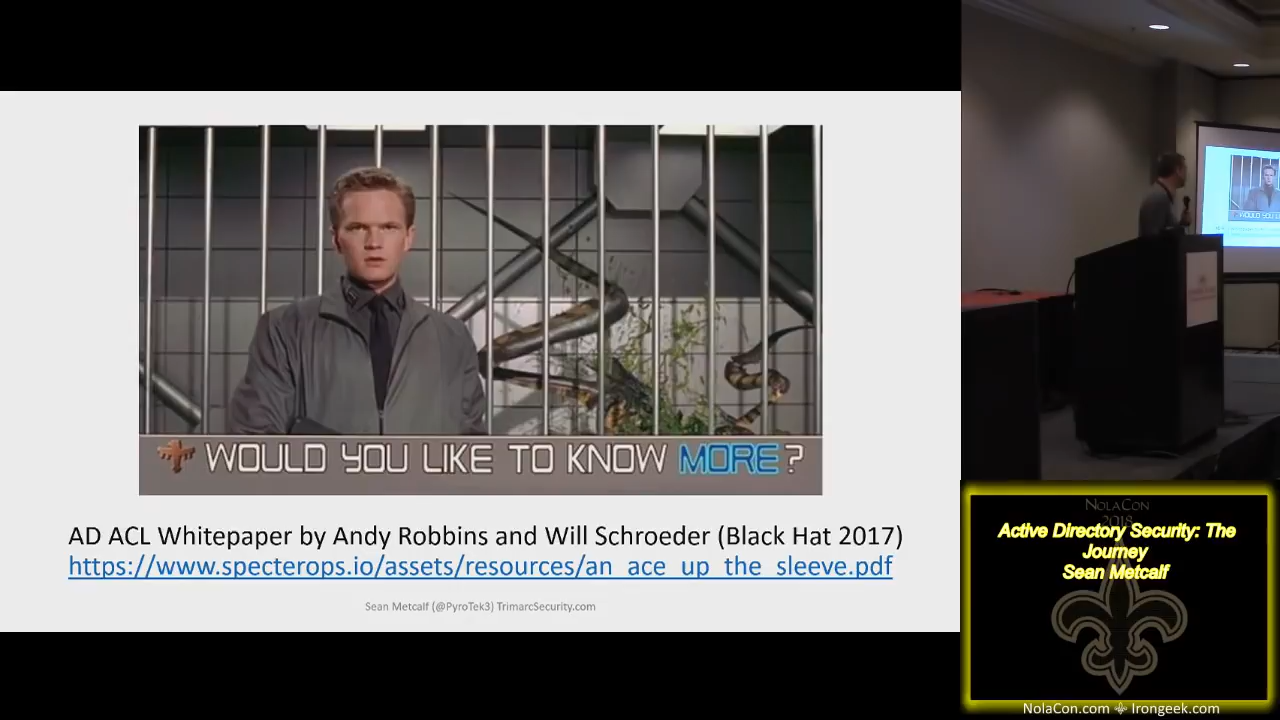 WOULD YOU LIKE TO KNOW MORE?
AD ACL Whitepaper by Andy Robbins and Will Schroeder (Black Hat 2017)
https://www.specterops.io/assets/resources/an_ace_up_the_sleeve.pdf
Sean Metcalf (@PyroTek3) TrimarcSecurity.com
NOLACON
2018
Active Directory Security: The
Journey
Sean Metcalf
NolaCon.com Irongeek.com